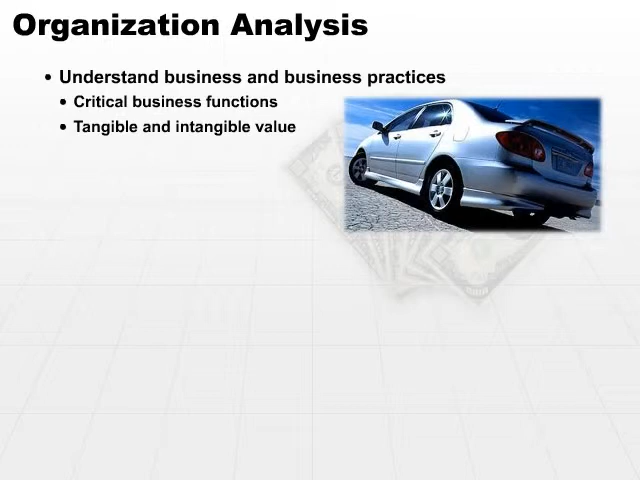 Organization Analysis
• Understand business and business practices
• Critical business functions
• Tangible and intangible value